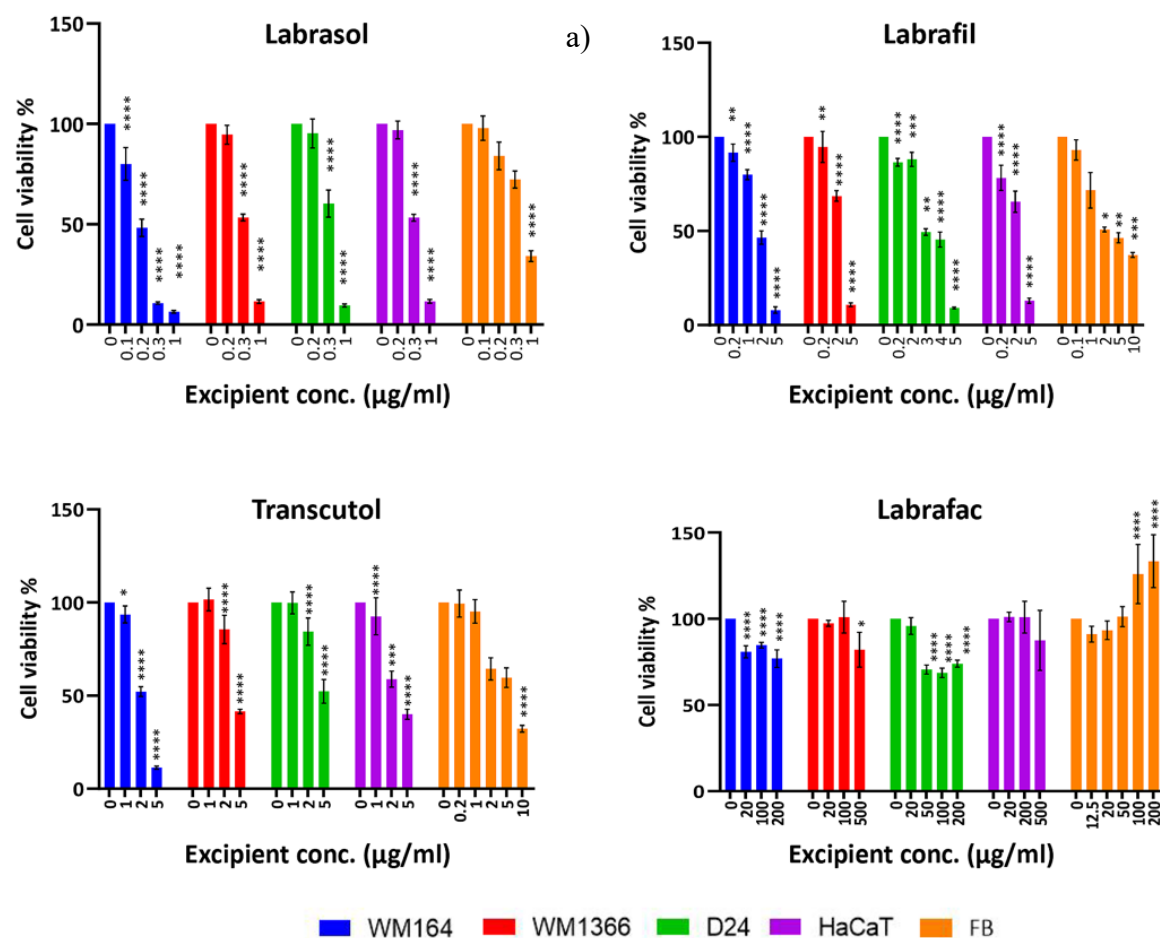 Labrasol
Cell viability %
150
100
50
0
**** **** **** ****
**** ****
**** ****
**** ****
****
0 0.1 0.2 0.3 1 0 0.2 0.3 1 0 0.2 0.3 1 0 0.2 0.3 1 0 0.1 0.2 0.3 1
Excipient conc. (µg/ml)
a)
Labrafil
Cell viability %
150
100
50
0
** **** **** ****
** **** ****
**** *** ** **** ****
**** **** ****
* ** ***
0 0.2 1 2 5 0 0.2 2 5 0 0.2 2 3 4 5 0 0.2 2 5 0 0.1 1 2 5 10
Excipient conc. (µg/ml)
Transcutol
Cell viability %
150
100
50
0
* **** ****
**** ****
**** ****
**** *** ****
****
0 1 2 5 0 1 2 5 0 1 2 5 0 1 2 5 0 0.2 1 2 5 10
Excipient conc. (µg/ml)
Labrafac
Cell viability %
150
100
50
0
**** **** ****
*
**** **** ****
**** ****
0 20 100 200 0 20 100 500 0 20 50 100 200 0 20 200 500 0 12.5 20 50 100 200
Excipient conc. (µg/ml)
WM164 WM1366 D24 HaCaT FB